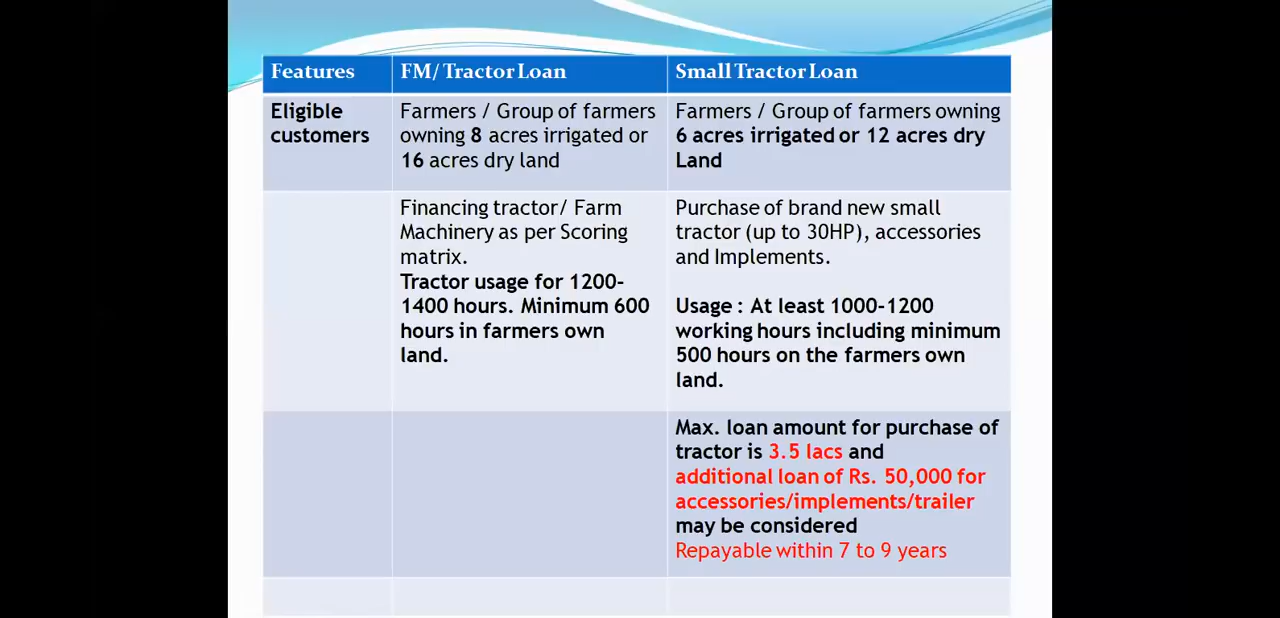 Features
FM/ Tractor Loan
Small Tractor Loan
Eligible
customers
Farmers / Group of farmers
owning 8 acres irrigated or
16 acres dry land
Farmers / Group of farmers owning
6 acres irrigated or 12 acres dry
Land
Financing tractor/ Farm
Machinery as per Scoring
matrix.
Tractor usage for 1200-
1400 hours. Minimum 600
hours in farmers own
land.
Purchase of brand new small
tractor (up to 30HP), accessories
and Implements.
Usage : At least 1000-1200
working hours including minimum
500 hours on the farmers own
land.
Max. loan amount for purchase of
tractor is 3.5 lacs and
additional loan of Rs. 50,000 for
accessories/implements/trailer
may be considered
Repayable within 7 to 9 years